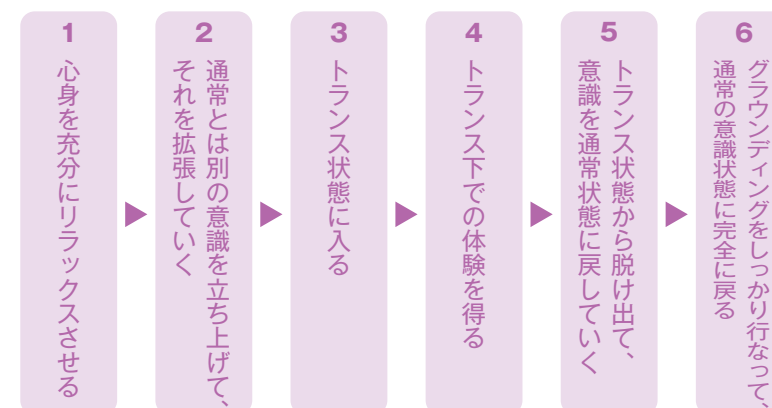 1
心身を充分にリラックスさせる
2
通常とは別の意識を立ち上げて、
それを拡張していく
3
トランス状態に入る
4
トランス下での体験を得る
5
トランス状態から脱け出て、
意識を通常状態に戻していく
6
グラウンディングをしっかり行なって、
通常の意識状態に完全に戻る